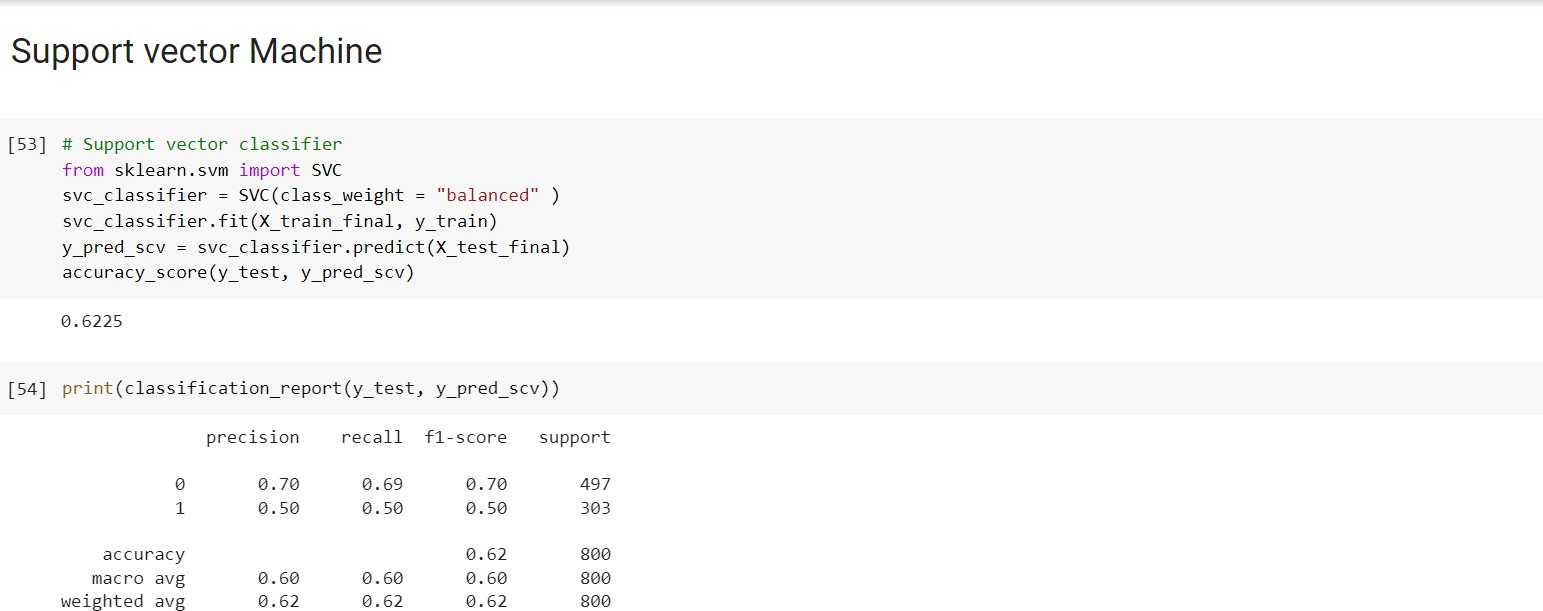 Support vector Machine
[53] # Support vector classifier
from sklearn.svm import SVC
svc_classifier = SVC(class_weight = "balanced" )
svc_classifier.fit(X_train_final, y_train)
y_pred_scv = svc_classifier.predict(X_test_final)
accuracy_score(y_test, y_pred_scv)
0.6225
[54] print(classification_report(y_test, y_pred_scv))
precision recall f1-score support
0 0.70 0.69 0.70 497
1 0.50 0.50 0.50 303
accuracy 0.62 800
macro avg 0.60 0.60 0.60 800
weighted avg 0.62 0.62 0.62 800